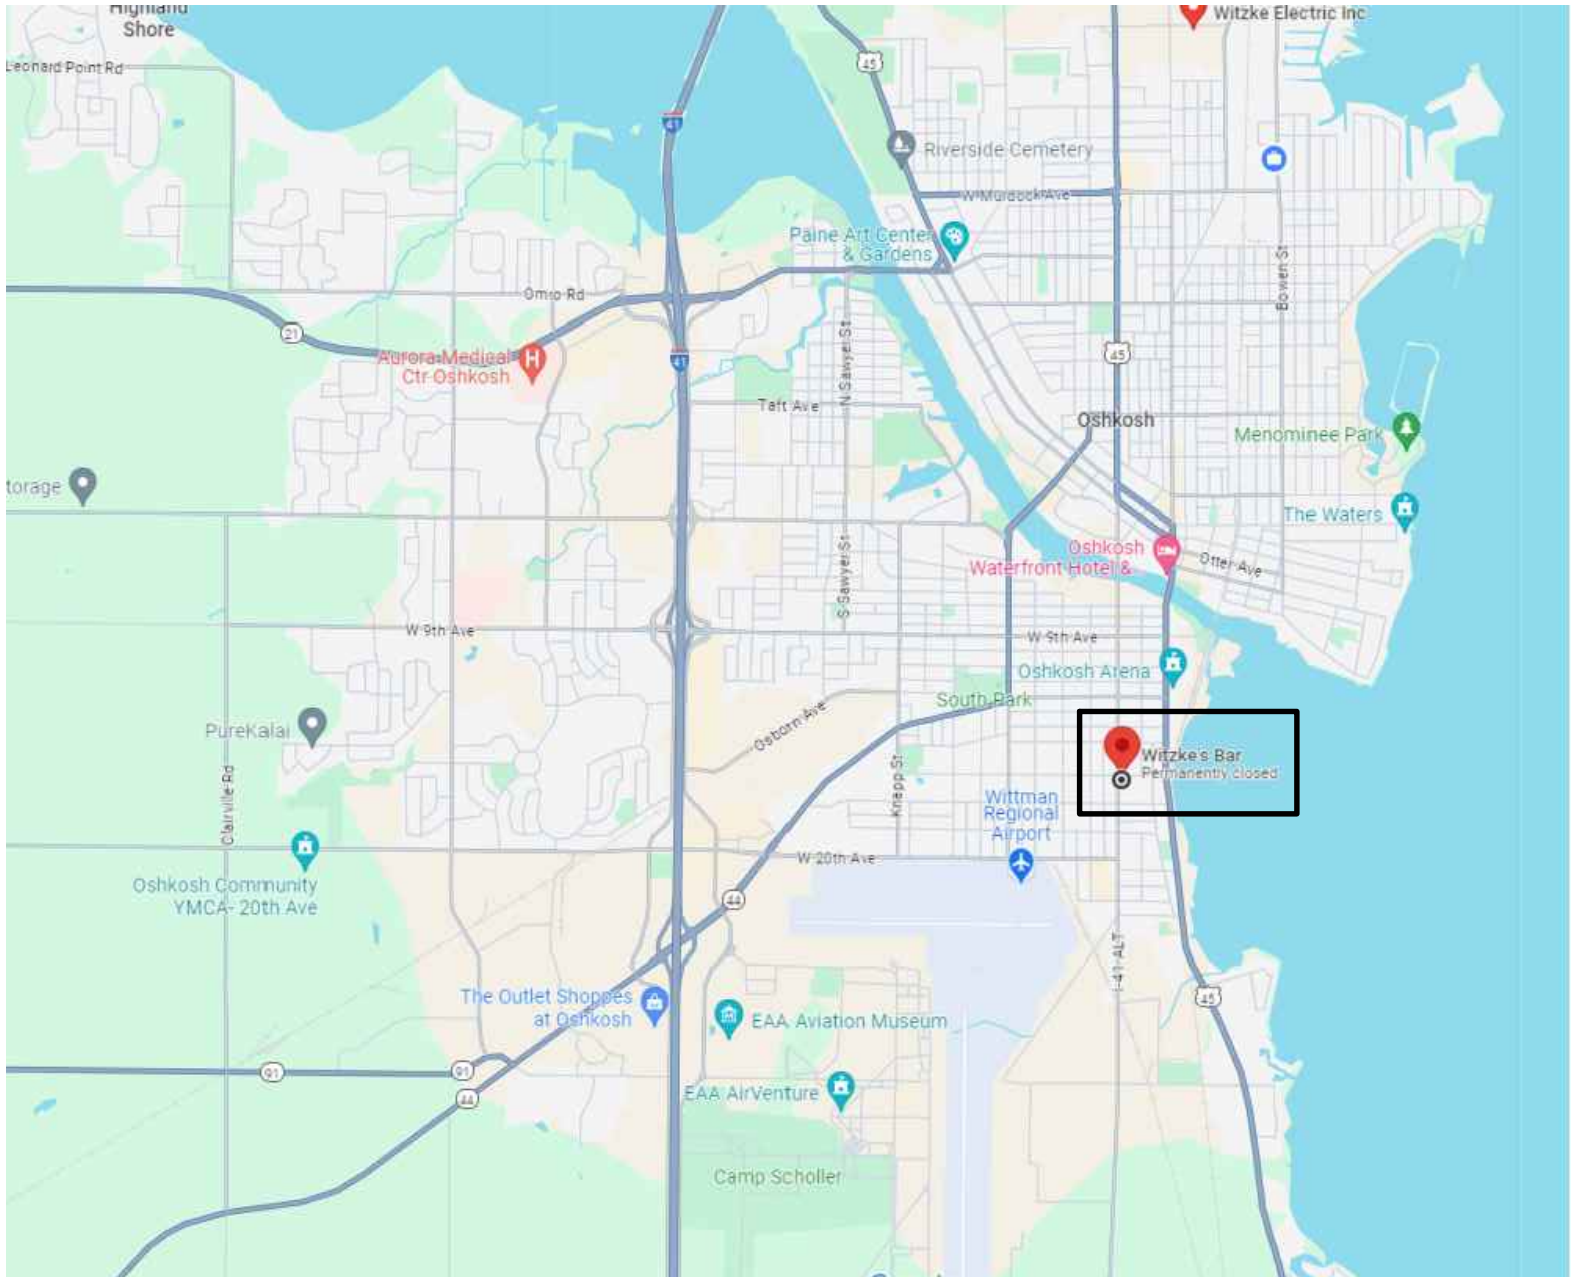 Highland
Shore
Witzke Electric Inc
Leonard Point Rd
45
41
Riverside Cemetery
W Murdock Ave
Paine Art Center
& Gardens
Bowen St
Omro Rd
21
41
N Sawyer St
45
Aurora Medical
Ctr Oshkosh
Taft Ave
Oshkosh
Menominee Park
torage
The Waters
Oshkosh
Waterfront Hotel &
Otter Ave
S Sawyer St
W 9th Ave
W 9th Ave
Oshkosh Arena
South Park
Osborn Ave
PureKalai
Witzke's Bar
Permanently closed
Knapp St
Clairville Rd
Wittman
Regional
Airport
W 20th Ave
Oshkosh Community
YMCA- 20th Ave
44
I-41-ALT
The Outlet Shoppes
at Oshkosh
45
EAA Aviation Museum
91
91
44
EAA AirVenture
Camp Scholler